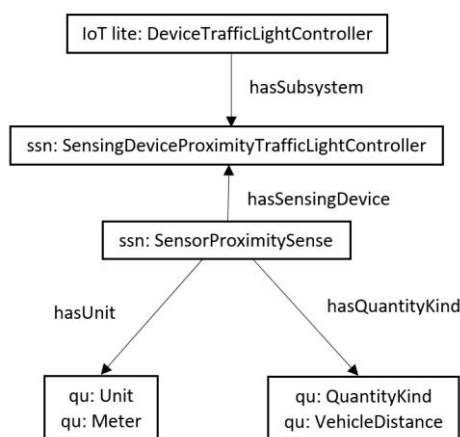 IoT lite: DeviceTrafficLightController
hasSubsystem
ssn: SensingDeviceProximityTrafficLightController
hasSensingDevice
ssn: SensorProximitySense
hasUnit
hasQuantityKind
qu: Unit
qu: Meter
qu: QuantityKind
qu: VehicleDistance